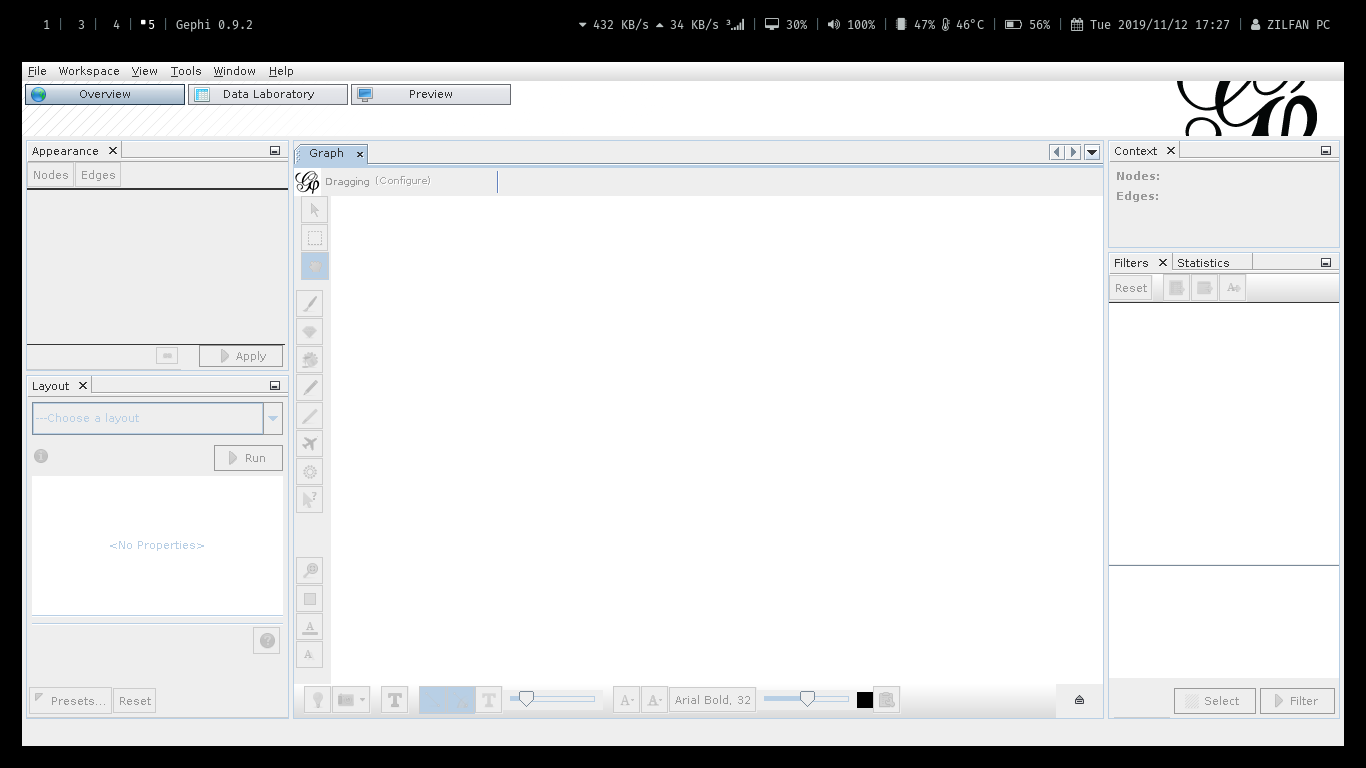 1 | 3 | 4 | 5 | Gephi 0.9.2
432 KB/s 34 KB/s | 30% | 100% | 47% 46°C | 56% | Tue 2019/11/12 17:27 | ZILFAN PC
File Workspace View Tools Window Help
Overview Data Laboratory Preview
Appearance
Nodes Edges
Apply
Layout
---Choose a layout
Run
<No Properties>
Presets... Reset
Graph
Dragging (Configure)
Arial Bold, 32
Context
Nodes:
Edges:
Filters Statistics
Reset
Select Filter